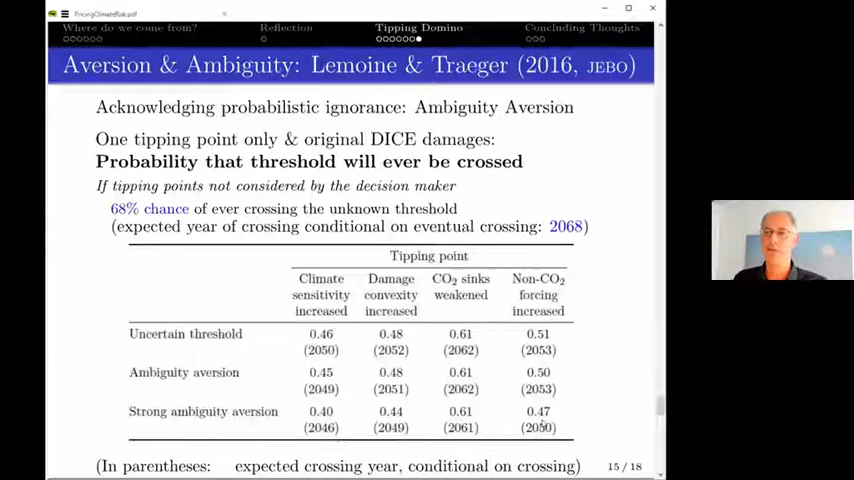 PricingClimateRisk.pdf
Where do we come from? Reflection Tipping Domino Concluding Thoughts
Aversion & Ambiguity: Lemoine & Traeger (2016, JEBO)
Acknowledging probabilistic ignorance: Ambiguity Aversion
One tipping point only & original DICE damages:
Probability that threshold will ever be crossed
If tipping points not considered by the decision maker
68% chance of ever crossing the unknown threshold
(expected year of crossing conditional on eventual crossing: 2068)
Tipping point
Climate Damage CO2 sinks Non-CO2
sensitivity convexity weakened forcing
increased increased increased
Uncertain threshold 0.46 0.48 0.61 0.51
(2050) (2052) (2062) (2053)
Ambiguity aversion 0.45 0.48 0.61 0.50
(2049) (2051) (2062) (2053)
Strong ambiguity aversion 0.40 0.44 0.61 0.47
(2046) (2049) (2061) (2050)
(In parentheses: expected crossing year, conditional on crossing) 15 / 18